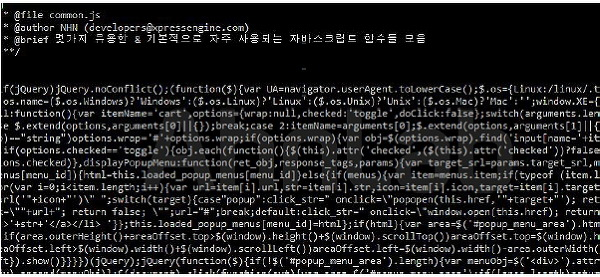 * @file common.js
* @author NHN (developers@xpressengine.com)
* @brief 몇가지 유용한 & 기본적으로 자주 사용되는 자바스크립트 함수들 모음
**/
if(jQuery)jQuery.noConflict();(function($){var UA=navigator.userAgent.toLowerCase();$.os={Linux:/linux/.t
os.name=($.os.Windows)?'Windows':($.os.Linux)?'Linux':($.os.Unix)?'Unix':($.os.Mac)?'Mac':'';window.XE={
ll:function(){var itemName='cart',options={wrap:null,checked:'toggle',doClick:false};switch(arguments.len
se $.extend(options,arguments[0]||{});break;case 2:itemName=arguments[0];$.extend(options,arguments[1]||
)=="string")options.wrap='#'+options.wrap;if(options.wrap){var obj=$(options.wrap).find('input[name='+it
if(options.checked=='toggle'){obj.each(function(){$(this).attr('checked',($(this).attr('checked'))?false
ons.checked)},displayPopupMenu:function(ret_obj,response_tags,params){var target_srl=params.target_srl,m
enus[menu_id]){html=this.loaded_popup_menus[menu_id]}else{if(menus){var item=menus.item;if(typeof (item.l
{for(var i=0;i<item.length;i++){var url=item[i].url,str=item[i].str,icon=item[i].icon,target=item[i].target
url('"+icon+"')\" ";switch(target){case"popup":click_str=" onclick=\"popopen(this.href,'"+target+"'); ret
=\""+url+"; return false; \"";url="#";break;default:click_str=" onclick=\"window.open(this.href); return
>'+str+'</a></li> '}};this.loaded_popup_menus[menu_id]=html};if(html){var area=$('#popup_menu_area').html
if(area.outerHeight()+areaOffset.top>$(window).height()+$(window).scrollTop())areaOffset.top=$(window).h
areaOffset.left>$(window).width()+$(window).scrollLeft())areaOffset.left=$(window).width()-area.outerWidth
ft}).show()}}}})(jQuery);jQuery(function($){if(!$('#popup_menu_area').length){var menuObj=$('<div>').attr